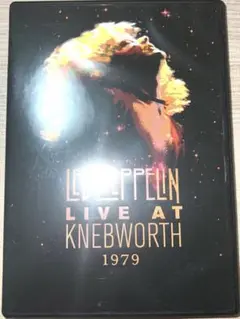 LED ZEPPELIN
LIVE AT
KNEBWORTH
1979